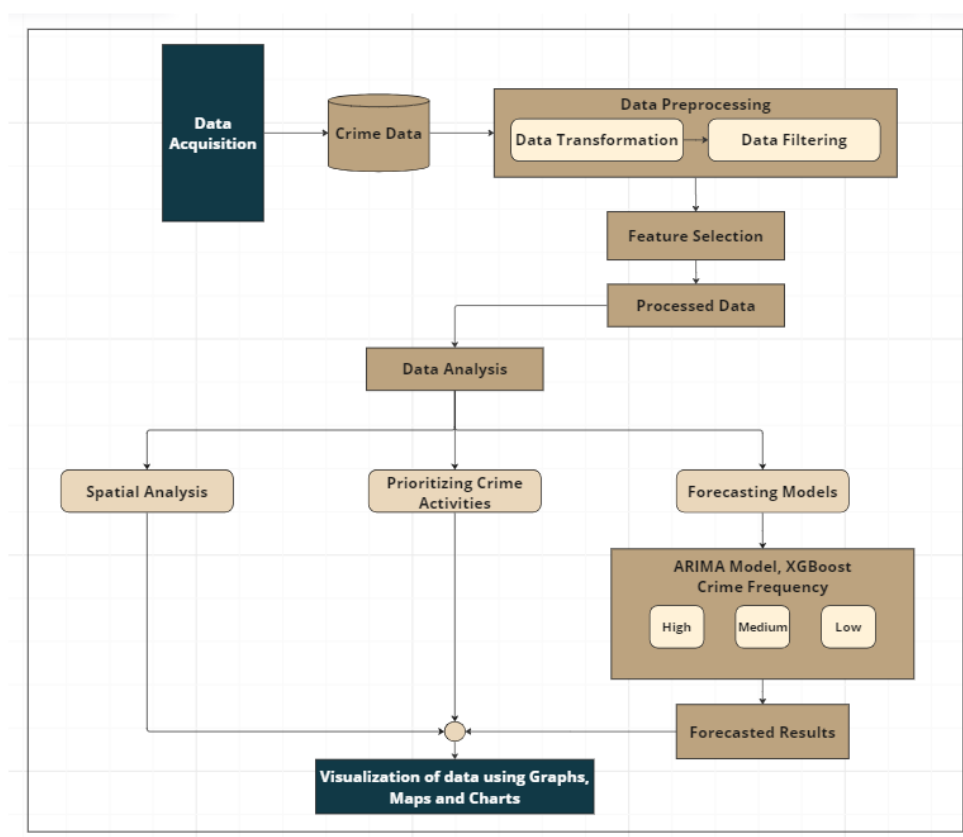 Data
Acquisition
Crime Data
Data Preprocessing
Data Transformation
Data Filtering
Feature Selection
Processed Data
Data Analysis
Spatial Analysis
Prioritizing Crime
Activities
Forecasting Models
ARIMA Model, XGBoost
Crime Frequency
High
Medium
Low
Forecasted Results
Visualization of data using Graphs,
Maps and Charts